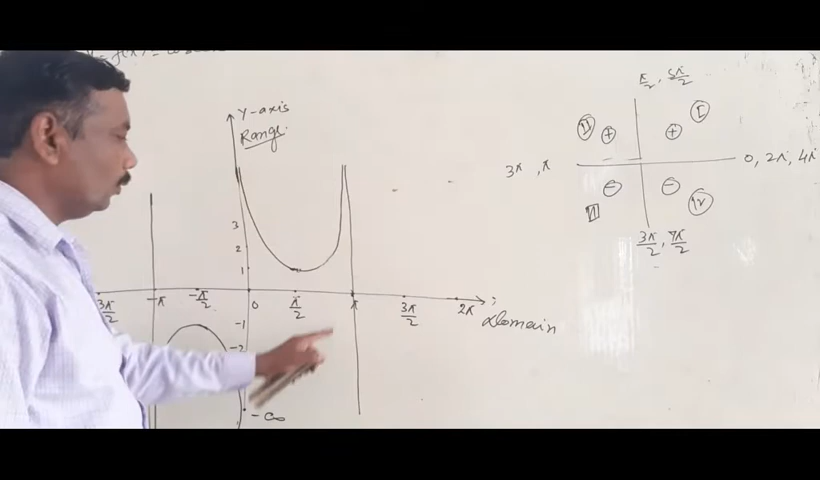 Y-axis
Range
3
2
1
3π/2
-π
-π/2
0
π/2
π
3π/2
2π
Domain
-1
-2
-∞
π/2, 5π/2
II
+
+
I
3π, π
0, 2π, 4π
-
-
III
IV
3π/2, 7π/2